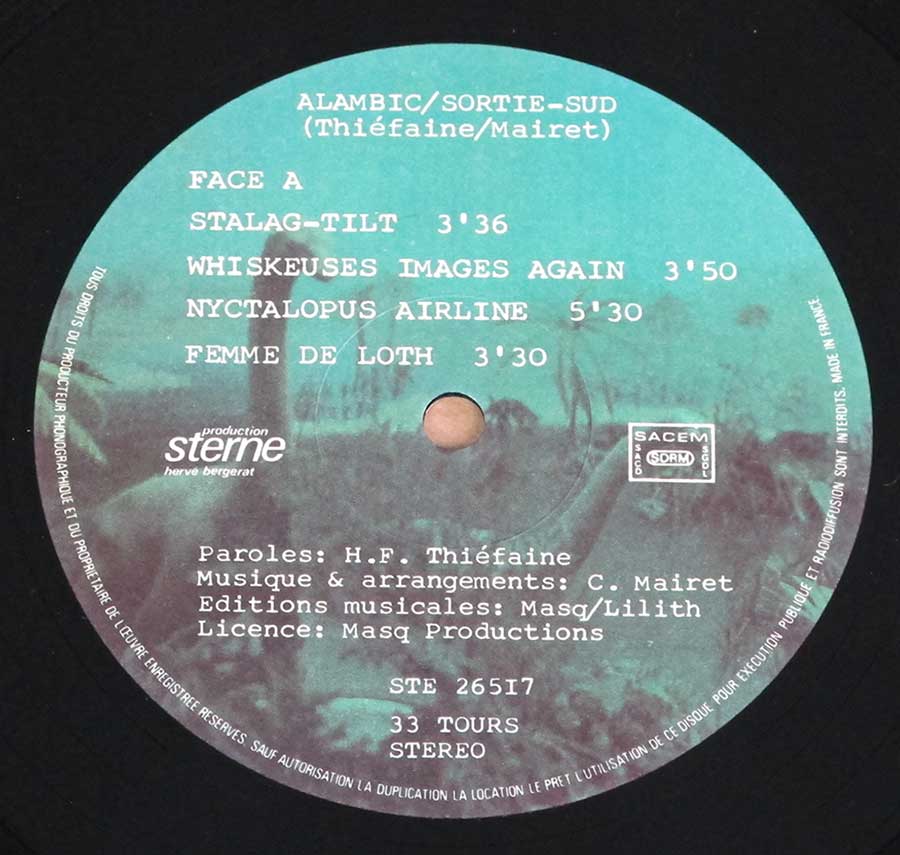 ALAMBIC/SORTIE-SUD
(Thiéfaine/Mairet)
FACE A
STALAG-TILT 3'36
WHISKEUSES IMAGES AGAIN 3'50
NYCTALOPUS AIRLINE 5'30
FEMME DE LOTH 3'30
production
sterne
hervé bergerat
SACEM
SACD
SDRM
SGDL
Paroles: H.F. Thiéfaine
Musique & arrangements: C. Mairet
Editions musicales: Masq/Lilith
Licence: Masq Productions
STE 26517
33 TOURS
STEREO
TOUS DROITS DU PRODUCTEUR PHONOGRAPHIQUE ET DU PROPRIETAIRE DE L'ŒUVRE ENREGISTREE RESERVES. SAUF AUTORISATION LA DUPLICATION LA LOCATION LE PRET L'UTILISATION DE CE DISQUE POUR EXECUTION PUBLIQUE ET RADIODIFFUSION SONT INTERDITS. MADE IN FRANCE